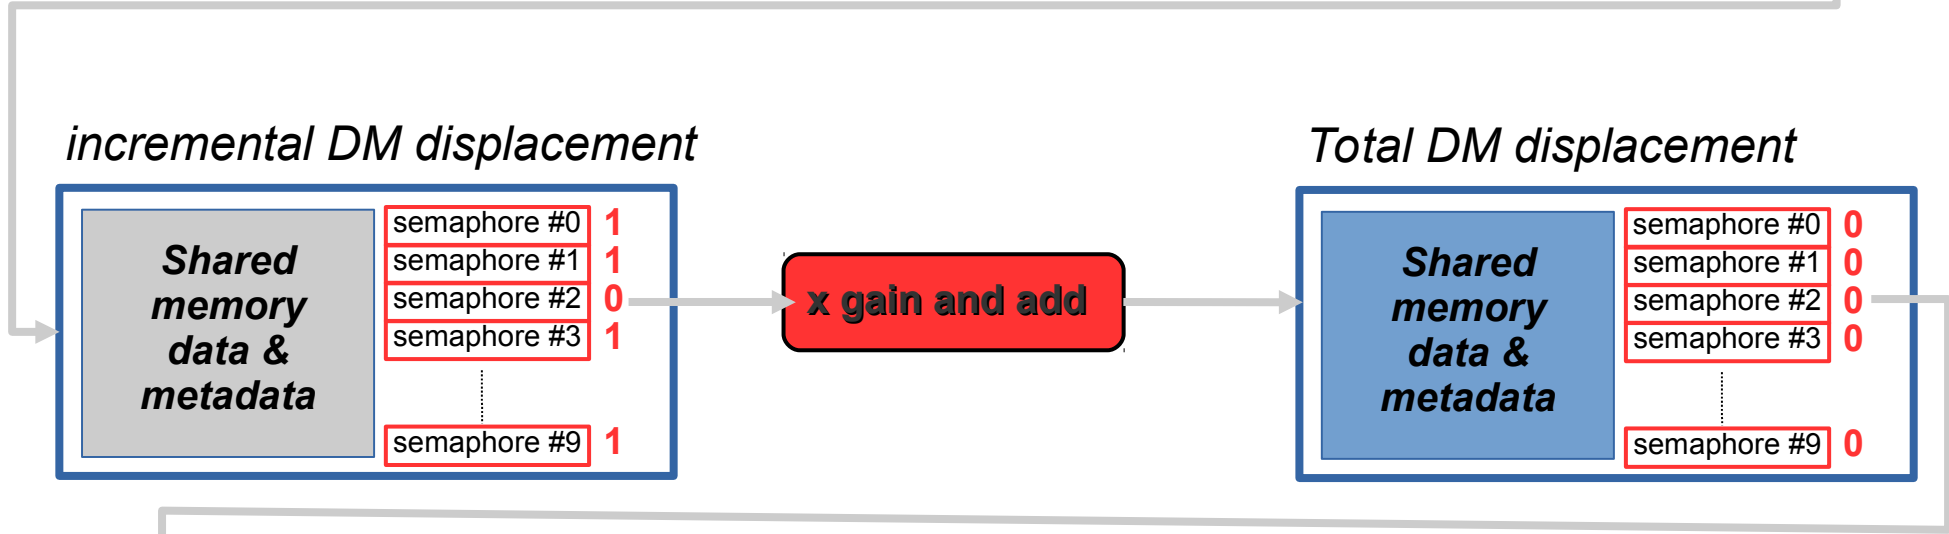 incremental DM displacement
Shared
memory
data &
metadata
semaphore #0 1
semaphore #1 1
semaphore #2 0
semaphore #3 1
semaphore #9 1
x gain and add
Total DM displacement
Shared
memory
data &
metadata
semaphore #0 0
semaphore #1 0
semaphore #2 0
semaphore #3 0
semaphore #9 0